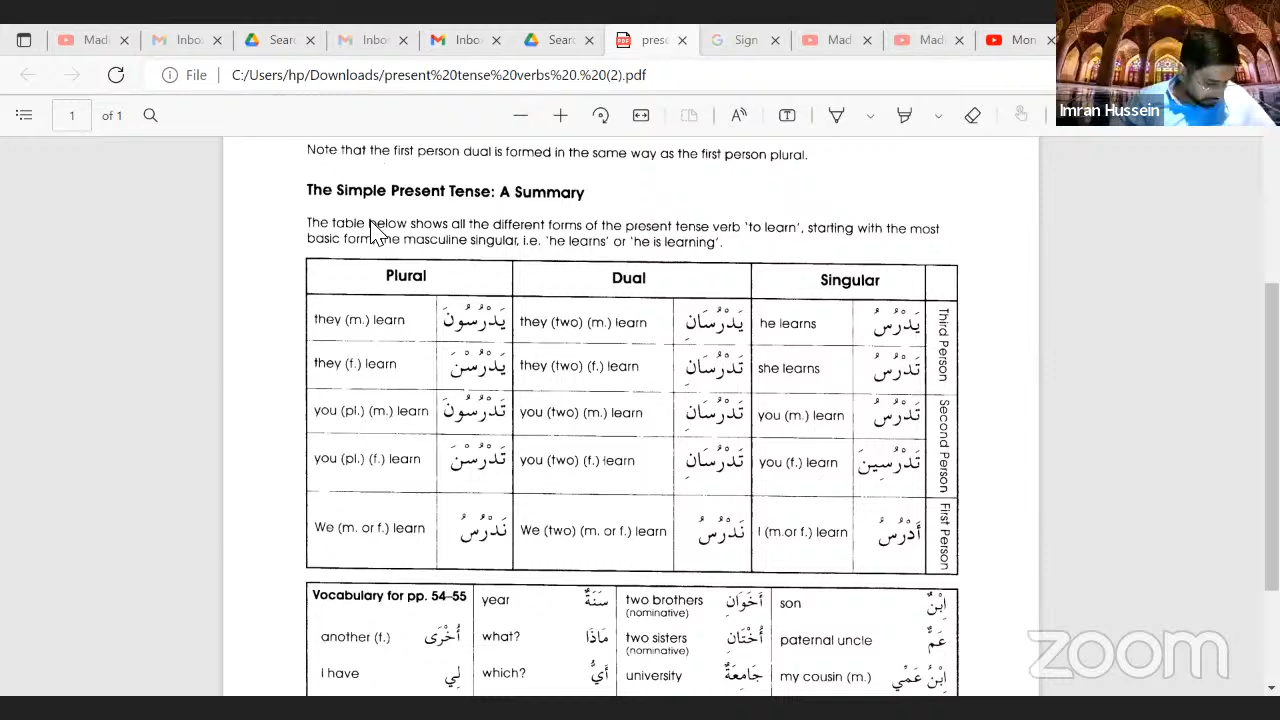 Mad
Inbo
Searc
Inbo
Inbo
Searc
prese
Sign
Mad
Mad
Mon
File
C:/Users/hp/Downloads/present%20tense%20verbs%20.%20(2).pdf
1 of 1
Imran Hussein
Note that the first person dual is formed in the same way as the first person plural.
The Simple Present Tense: A Summary
The table below shows all the different forms of the present tense verb 'to learn', starting with the most
basic form, the masculine singular, i.e. 'he learns' or 'he is learning'.
Plural Dual Singular
Third Person
they (m.) learn يَدْرُسُونَ they (two) (m.) learn يَدْرُسَانِ he learns يَدْرُسُ
they (f.) learn يَدْرُسْنَ they (two) (f.) learn تَدْرُسَانِ she learns تَدْرُسُ
Second Person
you (pl.) (m.) learn تَدْرُسُونَ you (two) (m.) learn تَدْرُسَانِ you (m.) learn تَدْرُسُ
you (pl.) (f.) learn تَدْرُسْنَ you (two) (f.) learn تَدْرُسَانِ you (f.) learn تَدْرُسِينَ
First Person
We (m. or f.) learn نَدْرُسُ We (two) (m. or f.) learn نَدْرُسُ I (m.or f.) learn أَدْرُسُ
Vocabulary for pp. 54–55 year سَنَةٌ two brothers (nominative) أَخَوَانِ son اِبْنٌ
another (f.) أُخْرَى what? مَاذَا two sisters (nominative) أُخْتَانِ paternal uncle عَمٌّ
I have لِي which? أَيُّ university جَامِعَةٌ my cousin (m.) اِبْنُ عَمِّي
zoom